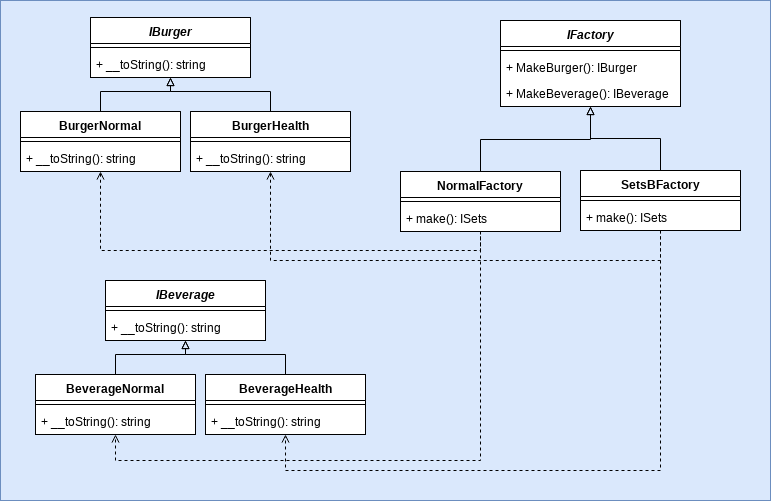 IBurger
+ __toString(): string
BurgerNormal
+ __toString(): string
BurgerHealth
+ __toString(): string
IFactory
+ MakeBurger(): IBurger
+ MakeBeverage(): IBeverage
NormalFactory
+ make(): ISets
SetsBFactory
+ make(): ISets
IBeverage
+ __toString(): string
BeverageNormal
+ __toString(): string
BeverageHealth
+ __toString(): string